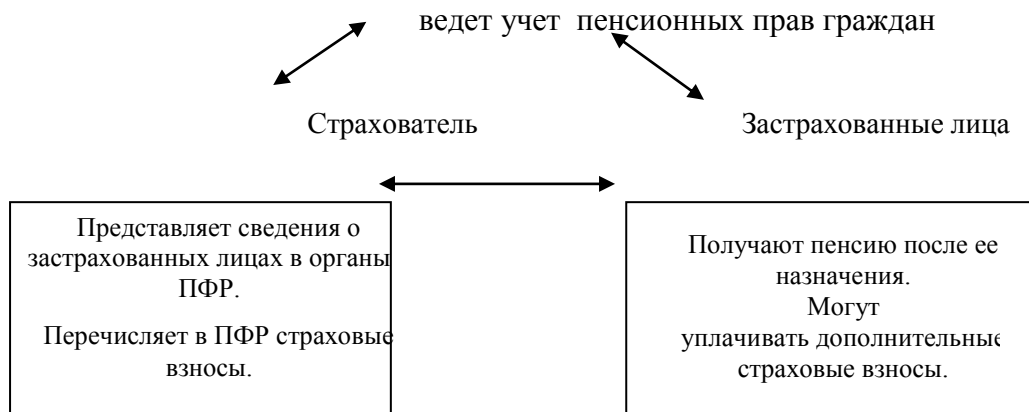 ведет учет пенсионных прав граждан
Страхователь
Застрахованные лица
Представляет сведения о
застрахованных лицах в органы
ПФР.
Перечисляет в ПФР страховые
взносы.
Получают пенсию после ее
назначения.
Могут
уплачивать дополнительные
страховые взносы.